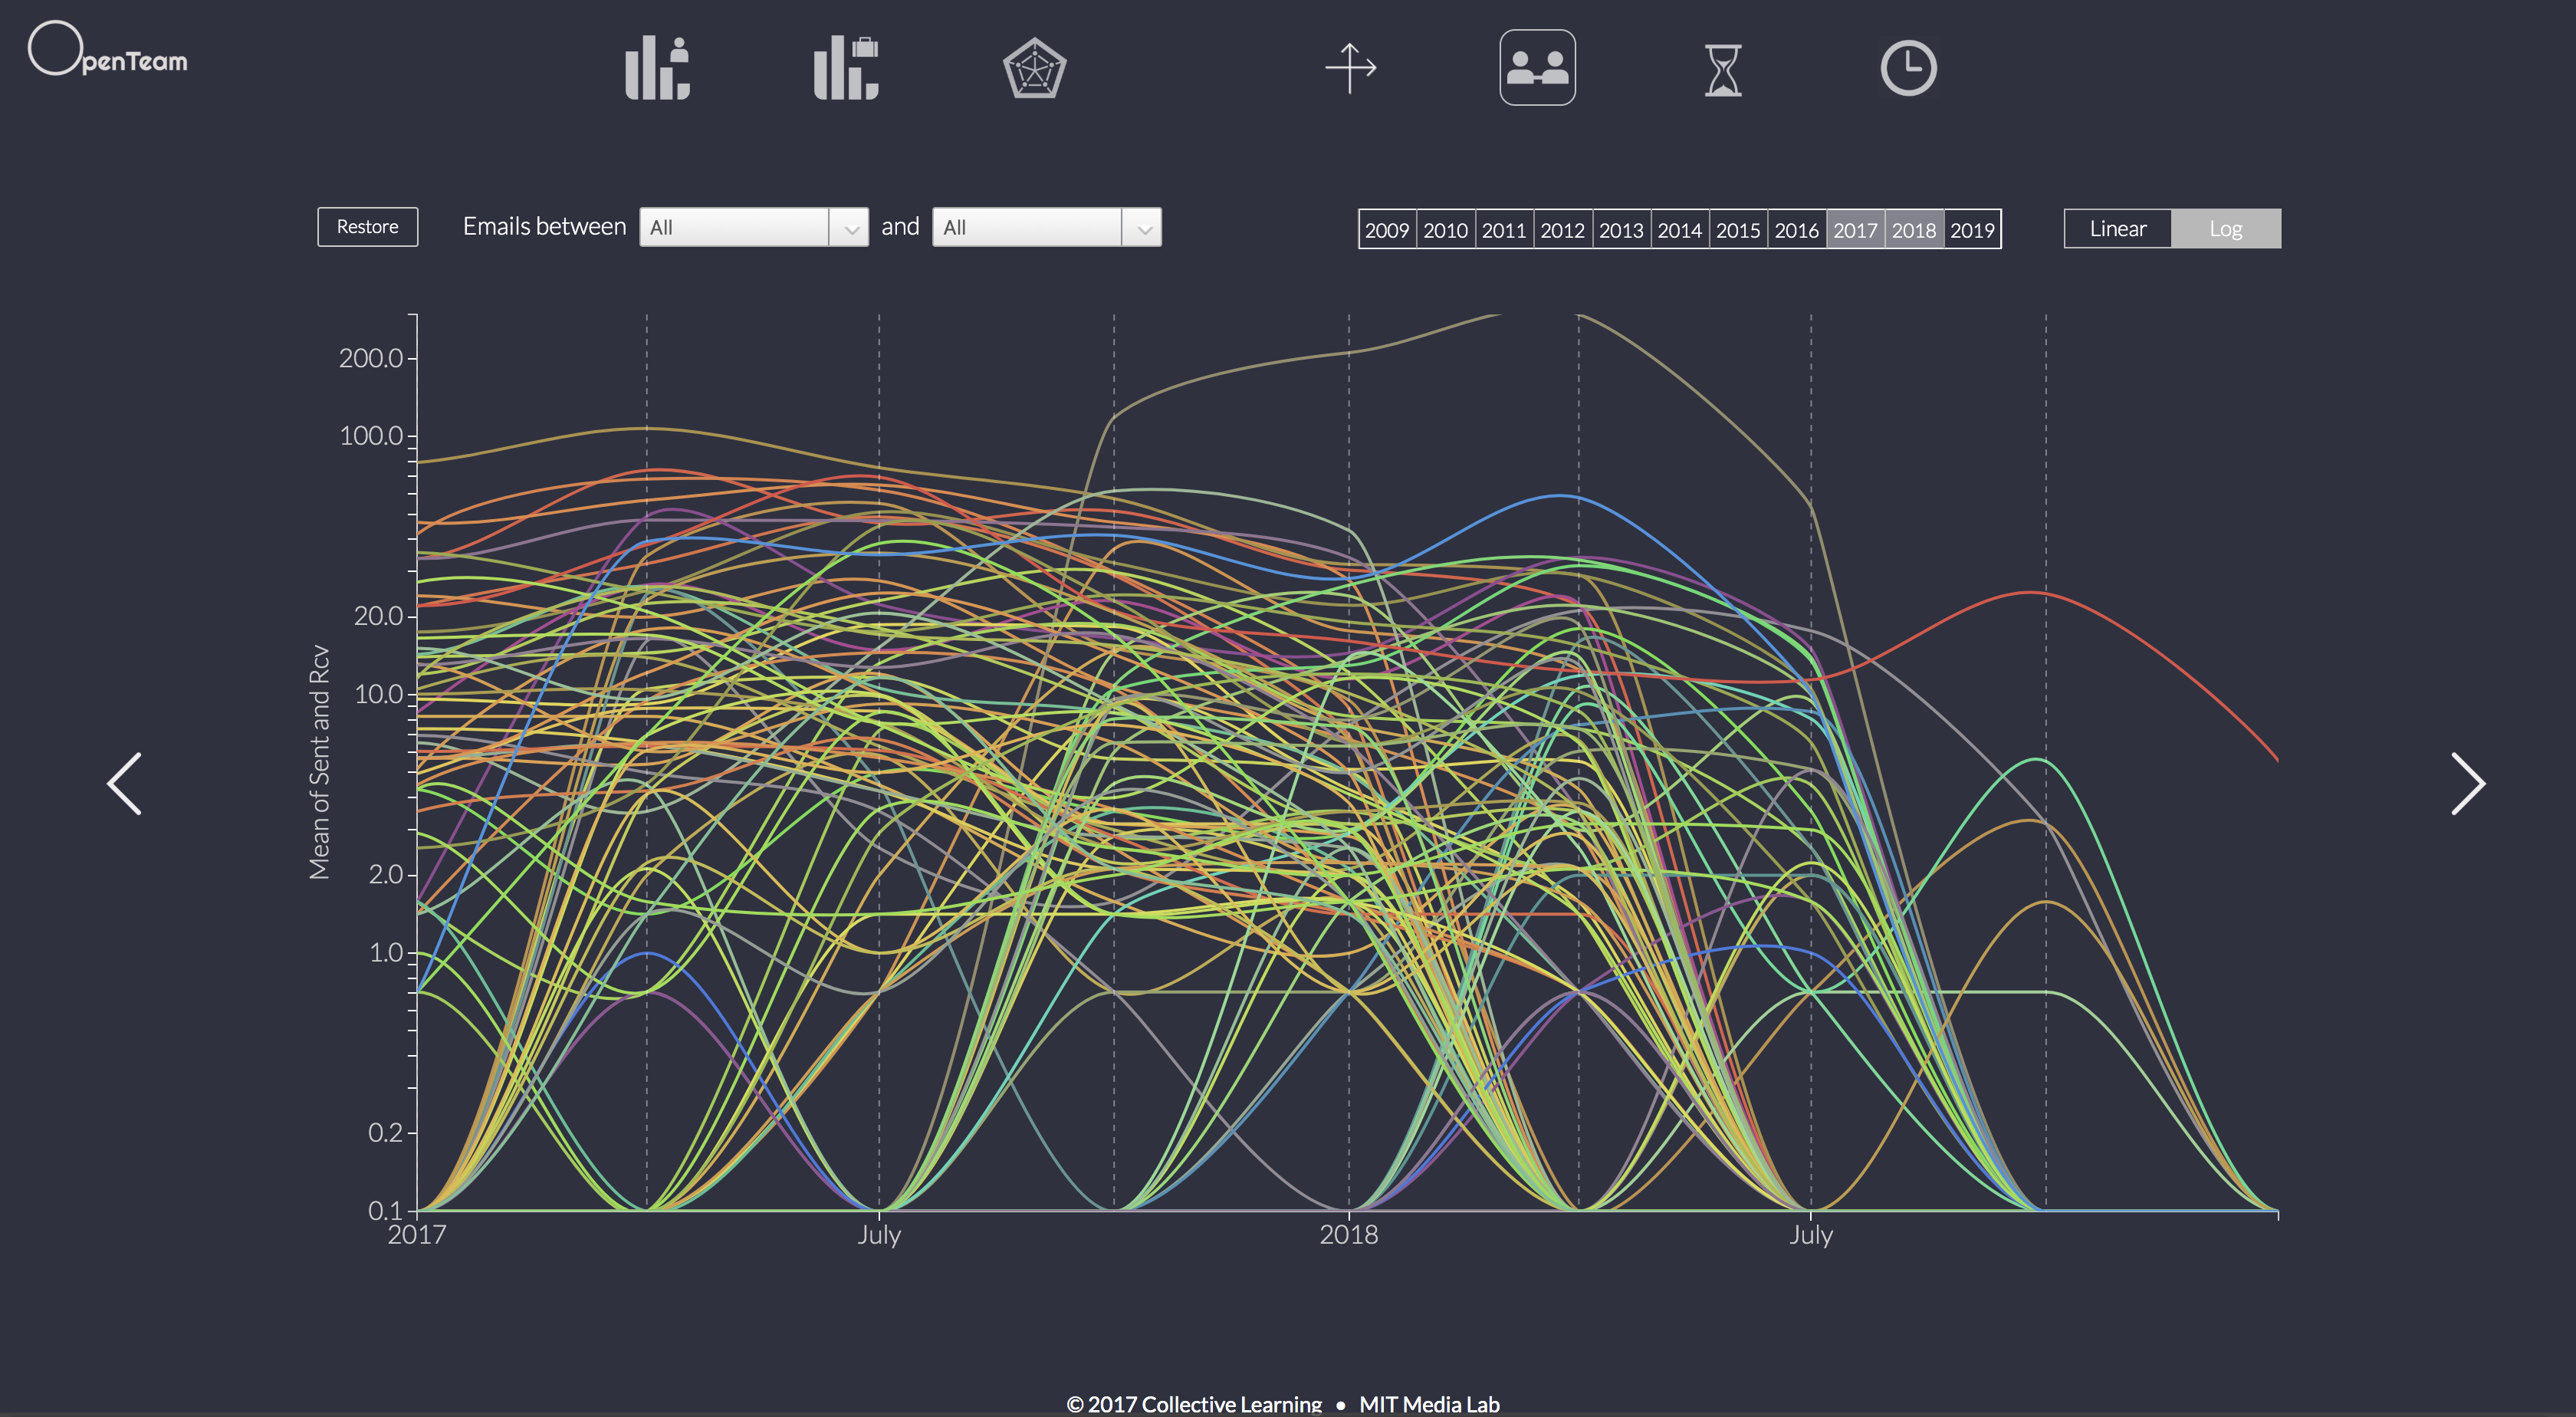 OpenTeam
Restore
Emails between All and All
2009 2010 2011 2012 2013 2014 2015 2016 2017 2018 2019
Linear Log
Mean of Sent and Rcv
200.0
100.0
20.0
10.0
2.0
1.0
0.2
0.1
2017 July 2018 July
© 2017 Collective Learning • MIT Media Lab